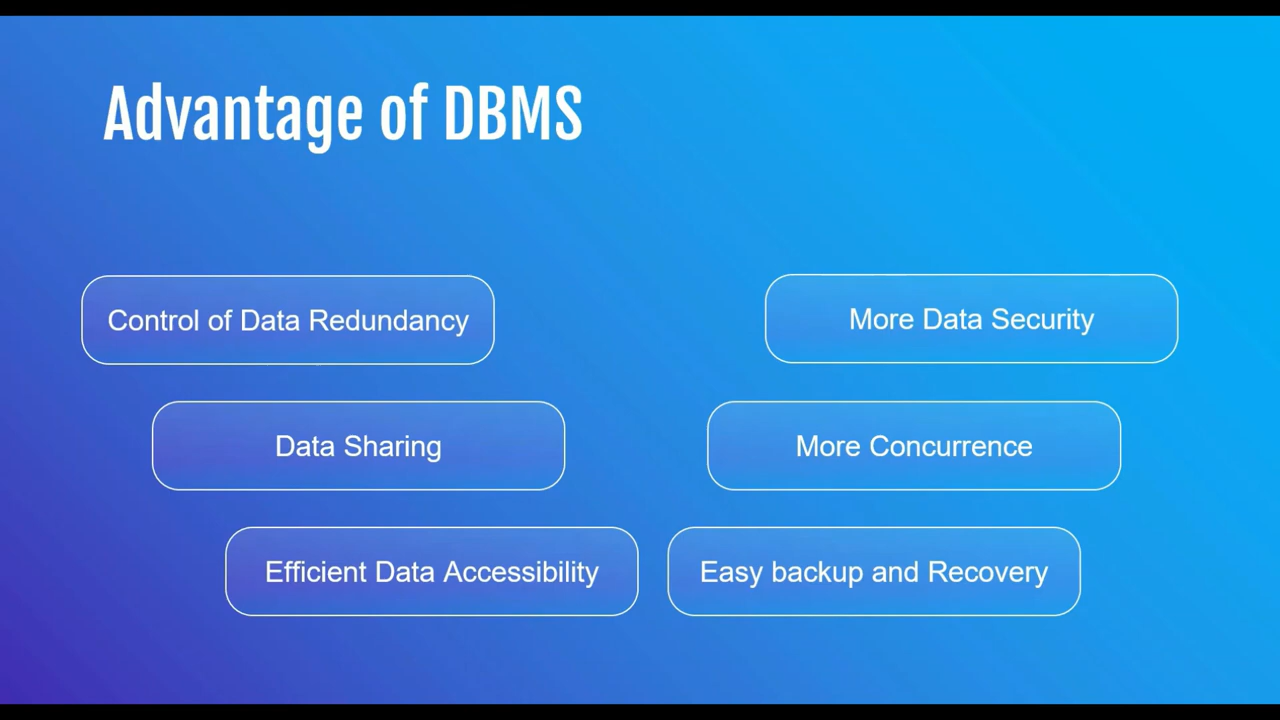 Advantage of DBMS
Control of Data Redundancy
More Data Security
Data Sharing
More Concurrence
Efficient Data Accessibility
Easy backup and Recovery